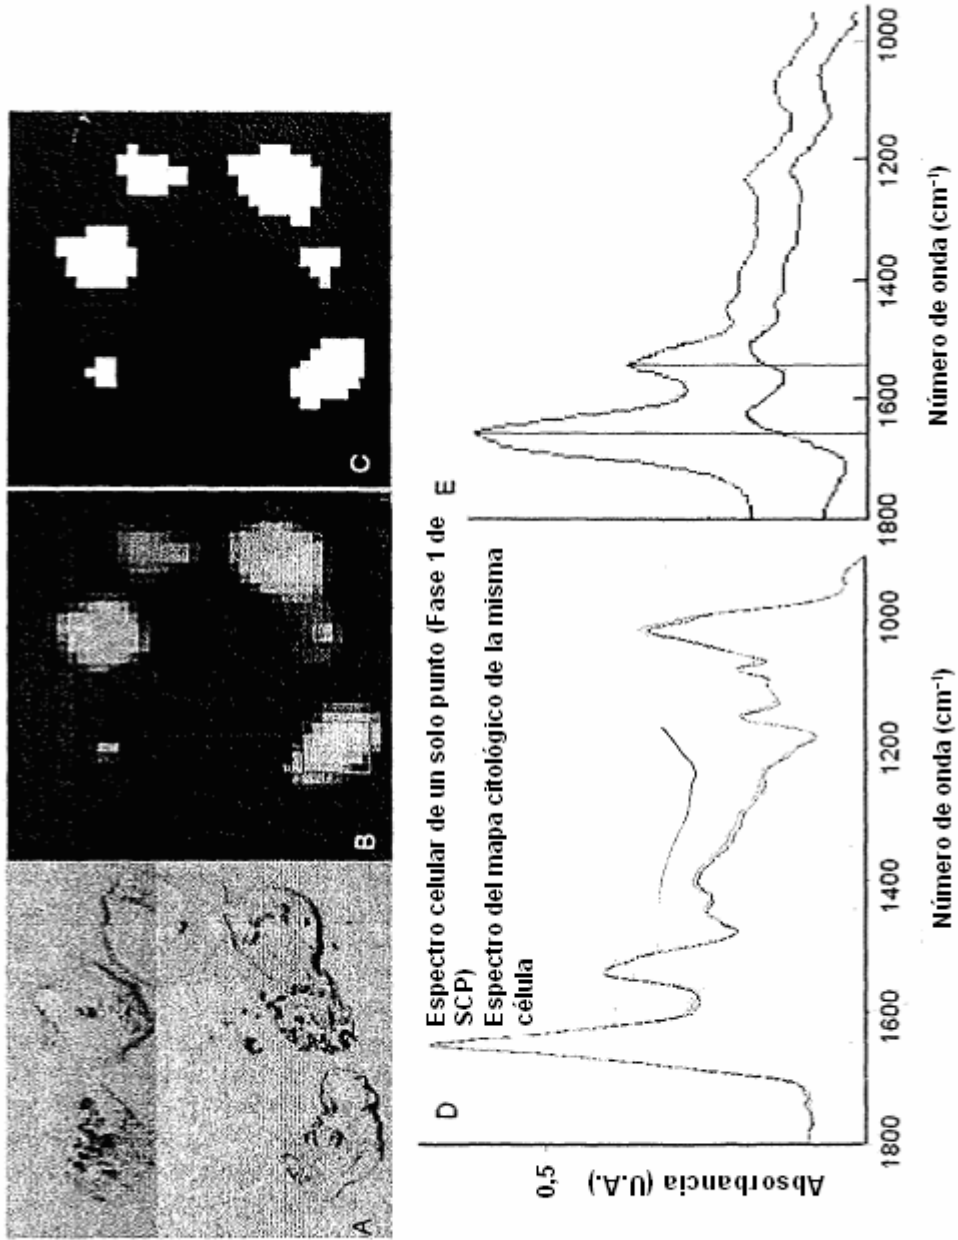 A
B
C
D
Espectro celular de un solo punto (Fase 1 de
SCP)
Espectro del mapa citológico de la misma
célula
Absorbancia (U.A.)
0,5
1800
1600
1400
1200
1000
Número de onda (cm⁻¹)
E
1800
1600
1400
1200
1000
Número de onda (cm⁻¹)